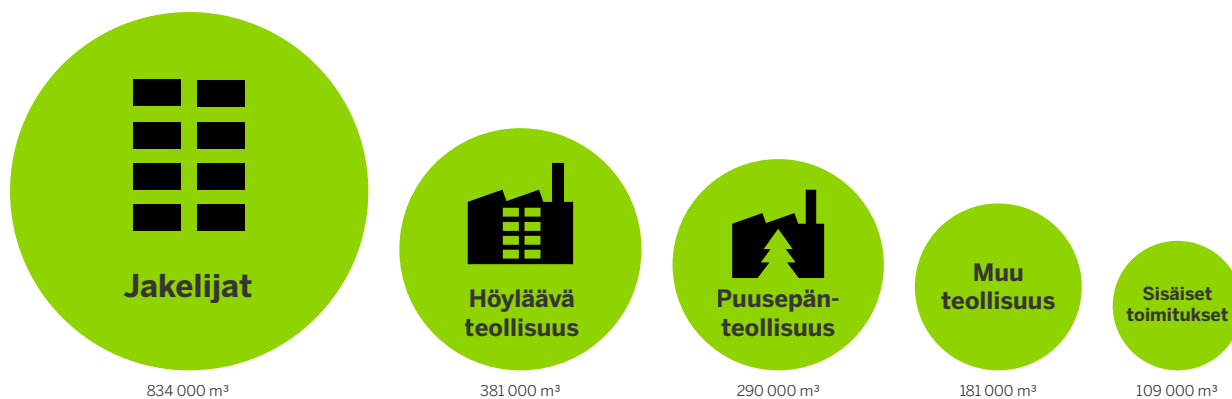 Jakelijat
834 000 m³
Höyläävä
teollisuus
381 000 m³
Puusepän-
teollisuus
290 000 m³
Muu
teollisuus
181 000 m³
Sisäiset
toimitukset
109 000 m³